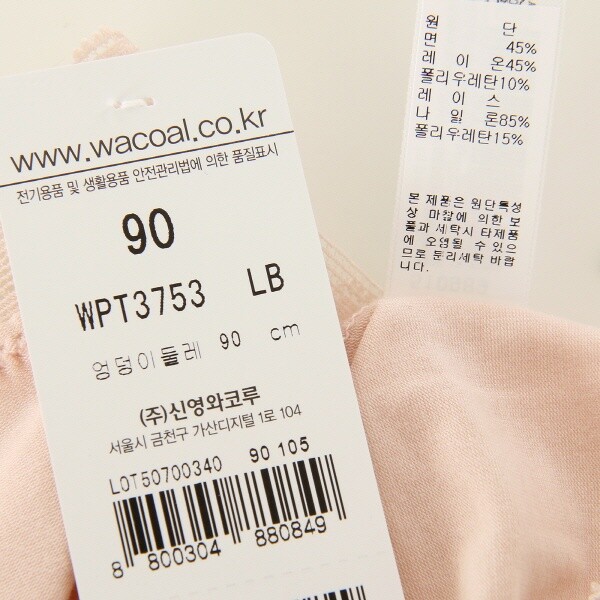 www.wacoal.co.kr
전기용품 및 생활용품 안전관리법에 의한 품질표시
90
WPT3753 LB
엉덩이둘레 90 cm
(주)신영와코루
서울시 금천구 가산디지털 1로 104
LOT50700340 90 105
8 800304 880849
원 단
면 45%
레 이 온45%
폴리우레탄10%
레 이 스
나 일 론85%
폴리우레탄15%
본 제품은 원단특성
상 마찰에 의한 보
풀과 세탁시 타제품
에 오염될 수 있으
므로 분리세탁 바랍
니다.